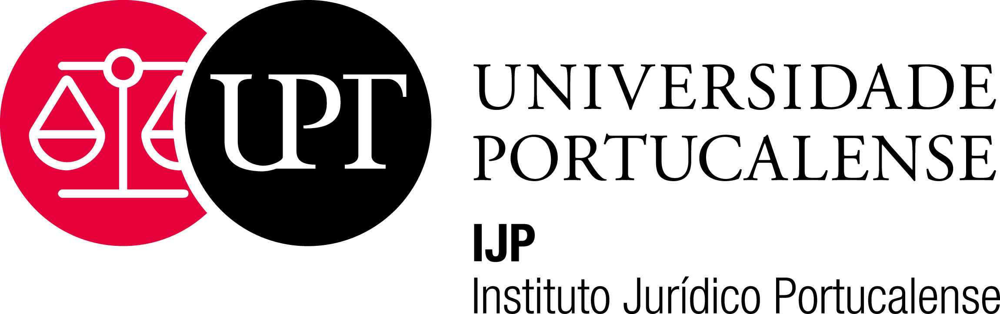 UPT
UNIVERSIDADE
PORTUCALENSE
IJP
Instituto Jurídico Portucalense